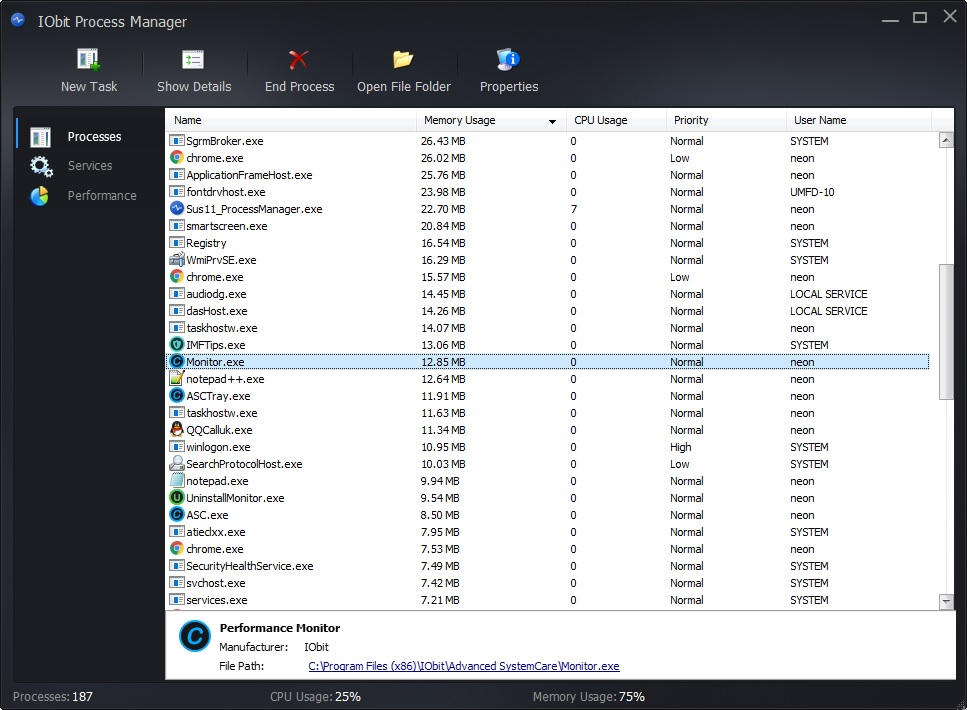 IObit Process Manager
New Task Show Details End Process Open File Folder Properties
Processes
Services
Performance
Name Memory Usage CPU Usage Priority User Name
SgrmBroker.exe 26.43 MB 0 Normal SYSTEM
chrome.exe 26.02 MB 0 Low neon
ApplicationFrameHost.exe 25.76 MB 0 Normal neon
fontdrvhost.exe 23.98 MB 0 Normal UMFD-10
Sus11_ProcessManager.exe 22.70 MB 7 Normal neon
smartscreen.exe 20.84 MB 0 Normal neon
Registry 16.54 MB 0 Normal SYSTEM
WmiPrvSE.exe 16.29 MB 0 Normal SYSTEM
chrome.exe 15.57 MB 0 Low neon
audiodg.exe 14.45 MB 0 Normal LOCAL SERVICE
dasHost.exe 14.26 MB 0 Normal LOCAL SERVICE
taskhostw.exe 14.07 MB 0 Normal neon
IMFTips.exe 13.06 MB 0 Normal SYSTEM
Monitor.exe 12.85 MB 0 Normal neon
notepad++.exe 12.64 MB 0 Normal neon
ASCTray.exe 11.91 MB 0 Normal neon
taskhostw.exe 11.63 MB 0 Normal neon
QQCalluk.exe 11.34 MB 0 Normal neon
winlogon.exe 10.95 MB 0 High SYSTEM
SearchProtocolHost.exe 10.03 MB 0 Low SYSTEM
notepad.exe 9.94 MB 0 Normal neon
UninstallMonitor.exe 9.54 MB 0 Normal neon
ASC.exe 8.50 MB 0 Normal neon
atieclxx.exe 7.95 MB 0 Normal SYSTEM
chrome.exe 7.53 MB 0 Normal neon
SecurityHealthService.exe 7.49 MB 0 Normal SYSTEM
svchost.exe 7.42 MB 0 Normal SYSTEM
services.exe 7.21 MB 0 Normal SYSTEM
Performance Monitor
Manufacturer: IObit
File Path: C:\Program Files (x86)\IObit\Advanced SystemCare\Monitor.exe
Processes: 187 CPU Usage: 25% Memory Usage: 75%